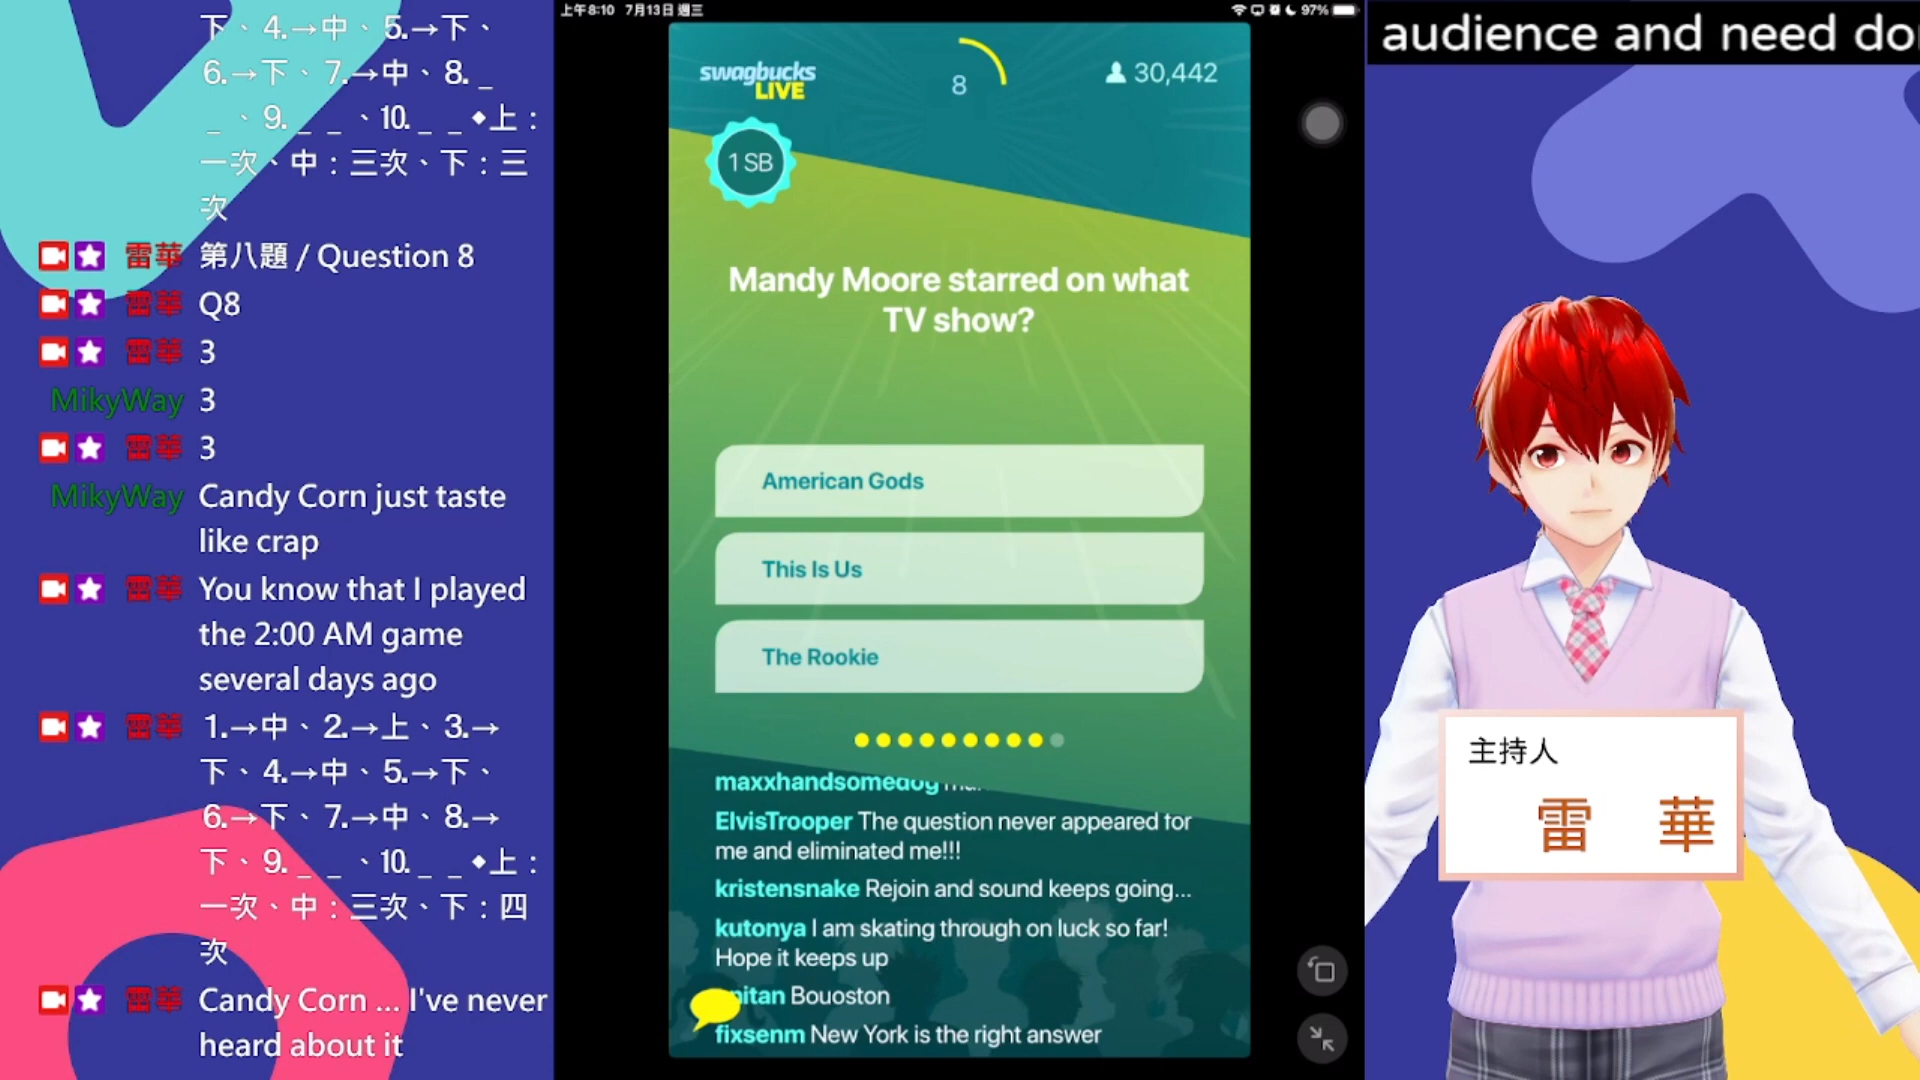 下、4.→中、5.→下、
6.→下、7.→中、8._
_、9._ _、10._ _◆上：
一次、中：三次、下：三
次
雷華 第八題 / Question 8
雷華 Q8
雷華 3
MikyWay 3
雷華 3
MikyWay Candy Corn just taste
like crap
雷華 You know that I played
the 2:00 AM game
several days ago
雷華 1.→中、2.→上、3.→
下、4.→中、5.→下、
6.→下、7.→中、8.→
下、9._ _、10._ _◆上：
一次、中：三次、下：四
次
雷華 Candy Corn ... I've never
heard about it
上午8:10 7月13日 週三
97%
swagbucks
LIVE
8
30,442
1 SB
Mandy Moore starred on what
TV show?
American Gods
This Is Us
The Rookie
maxxhandsomedog
ElvisTrooper The question never appeared for
me and eliminated me!!!
kristensnake Rejoin and sound keeps going...
kutonya I am skating through on luck so far!
Hope it keeps up
pitan Bouoston
fixsenm New York is the right answer
audience and need do
主持人
雷 華